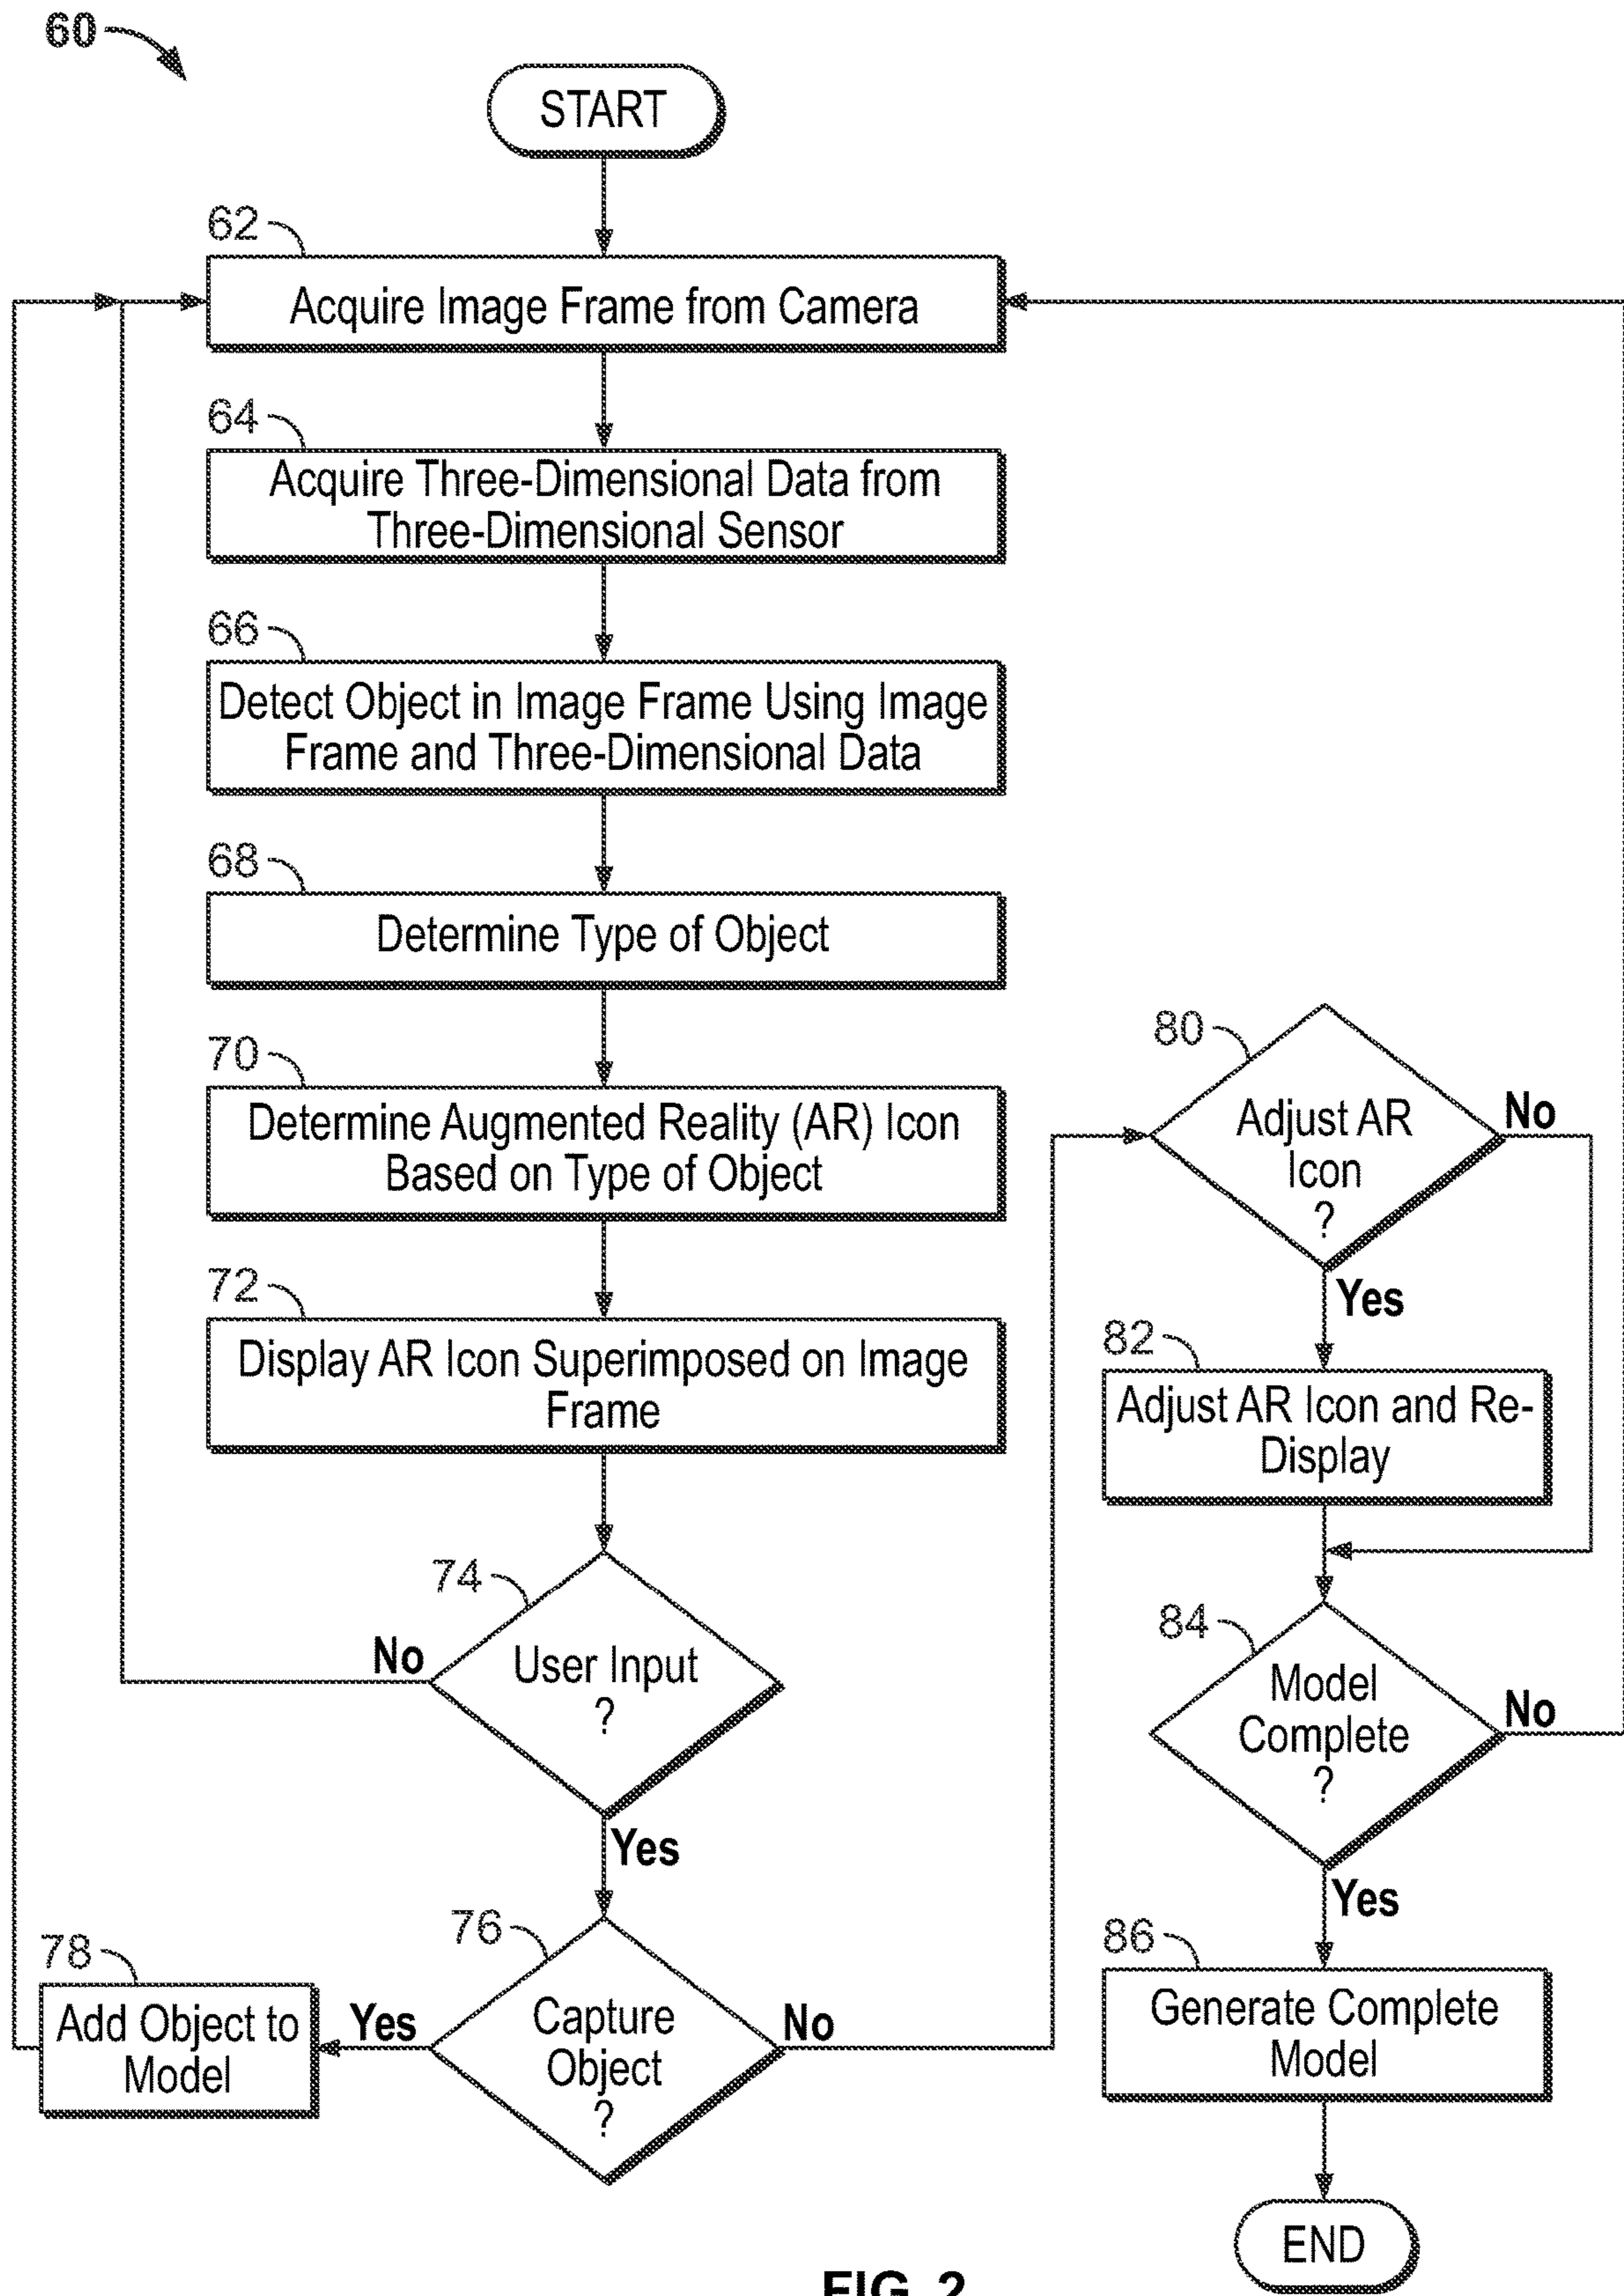 60
START
62
Acquire Image Frame from Camera
64
Acquire Three-Dimensional Data from
Three-Dimensional Sensor
66
Detect Object in Image Frame Using Image
Frame and Three-Dimensional Data
68
Determine Type of Object
70
Determine Augmented Reality (AR) Icon
Based on Type of Object
72
Display AR Icon Superimposed on Image
Frame
74
User Input
?
No
Yes
76
Capture
Object
?
Yes
No
78
Add Object to
Model
80
Adjust AR
Icon
?
No
Yes
82
Adjust AR Icon and Re-
Display
84
Model
Complete
?
No
Yes
86
Generate Complete
Model
END
FIG. 2